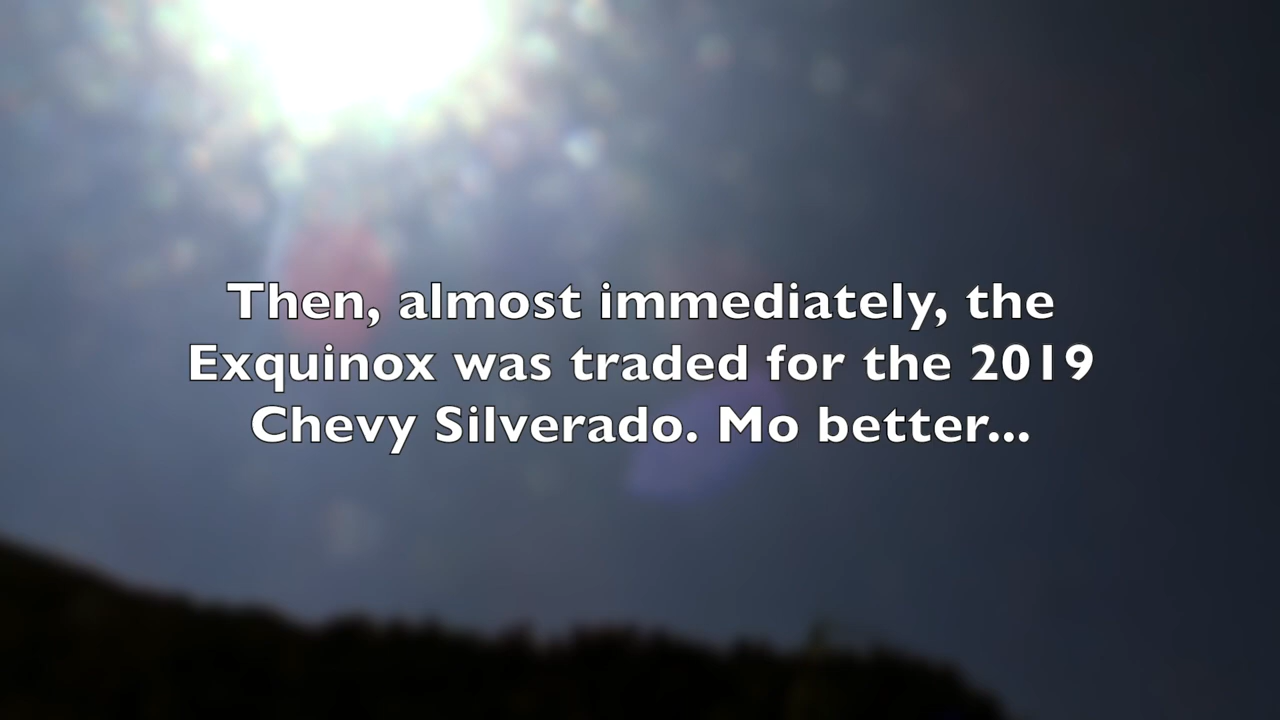 Then, almost immediately, the
Exquinox was traded for the 2019
Chevy Silverado. Mo better...